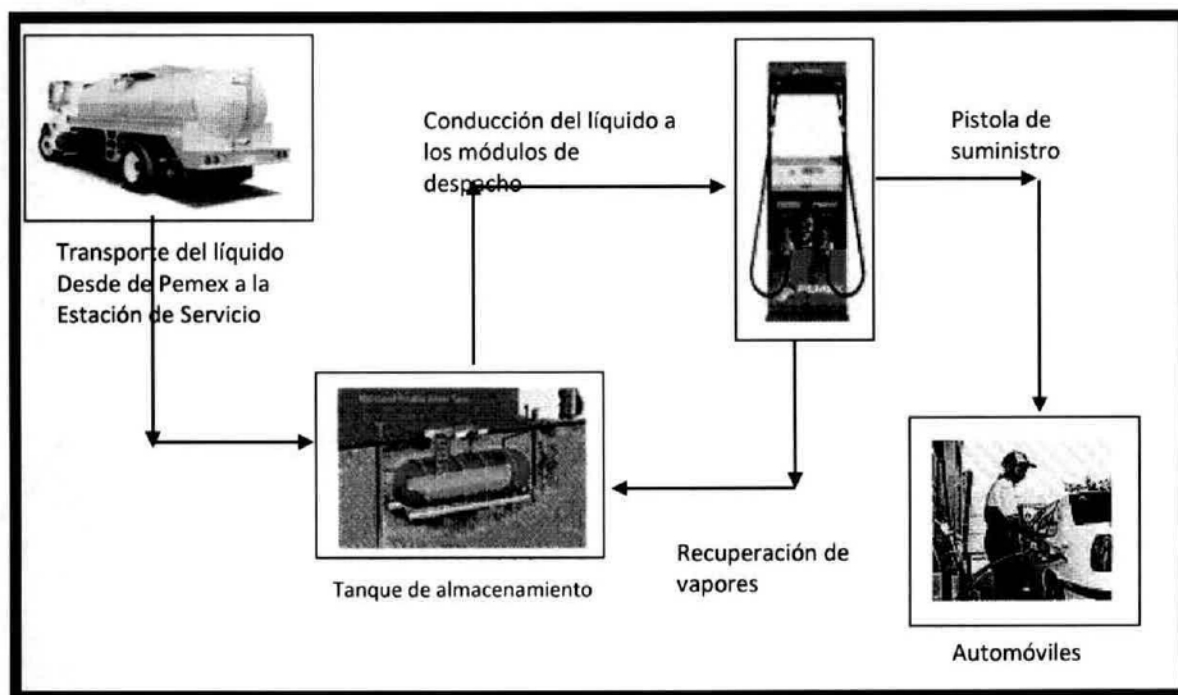 Transporte del líquido
Desde de Pemex a la
Estación de Servicio
Conducción del líquido a
los módulos de
despacho
Pistola de
suministro
Tanque de almacenamiento
Recuperación de
vapores
Automóviles